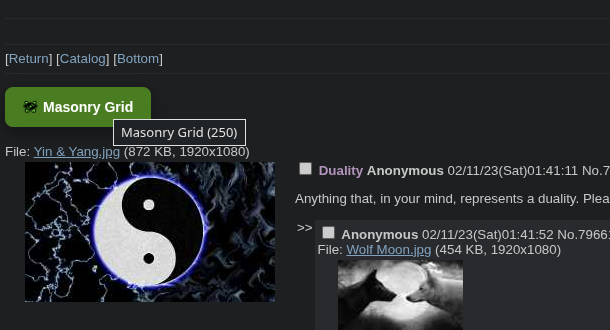 [Return] [Catalog] [Bottom]
Masonry Grid
Masonry Grid (250)
File: Yin & Yang.jpg (872 KB, 1920x1080)
Duality Anonymous 02/11/23(Sat)01:41:11 No.7
Anything that, in your mind, represents a duality. Plea
>> Anonymous 02/11/23(Sat)01:41:52 No.7966
File: Wolf Moon.jpg (454 KB, 1920x1080)